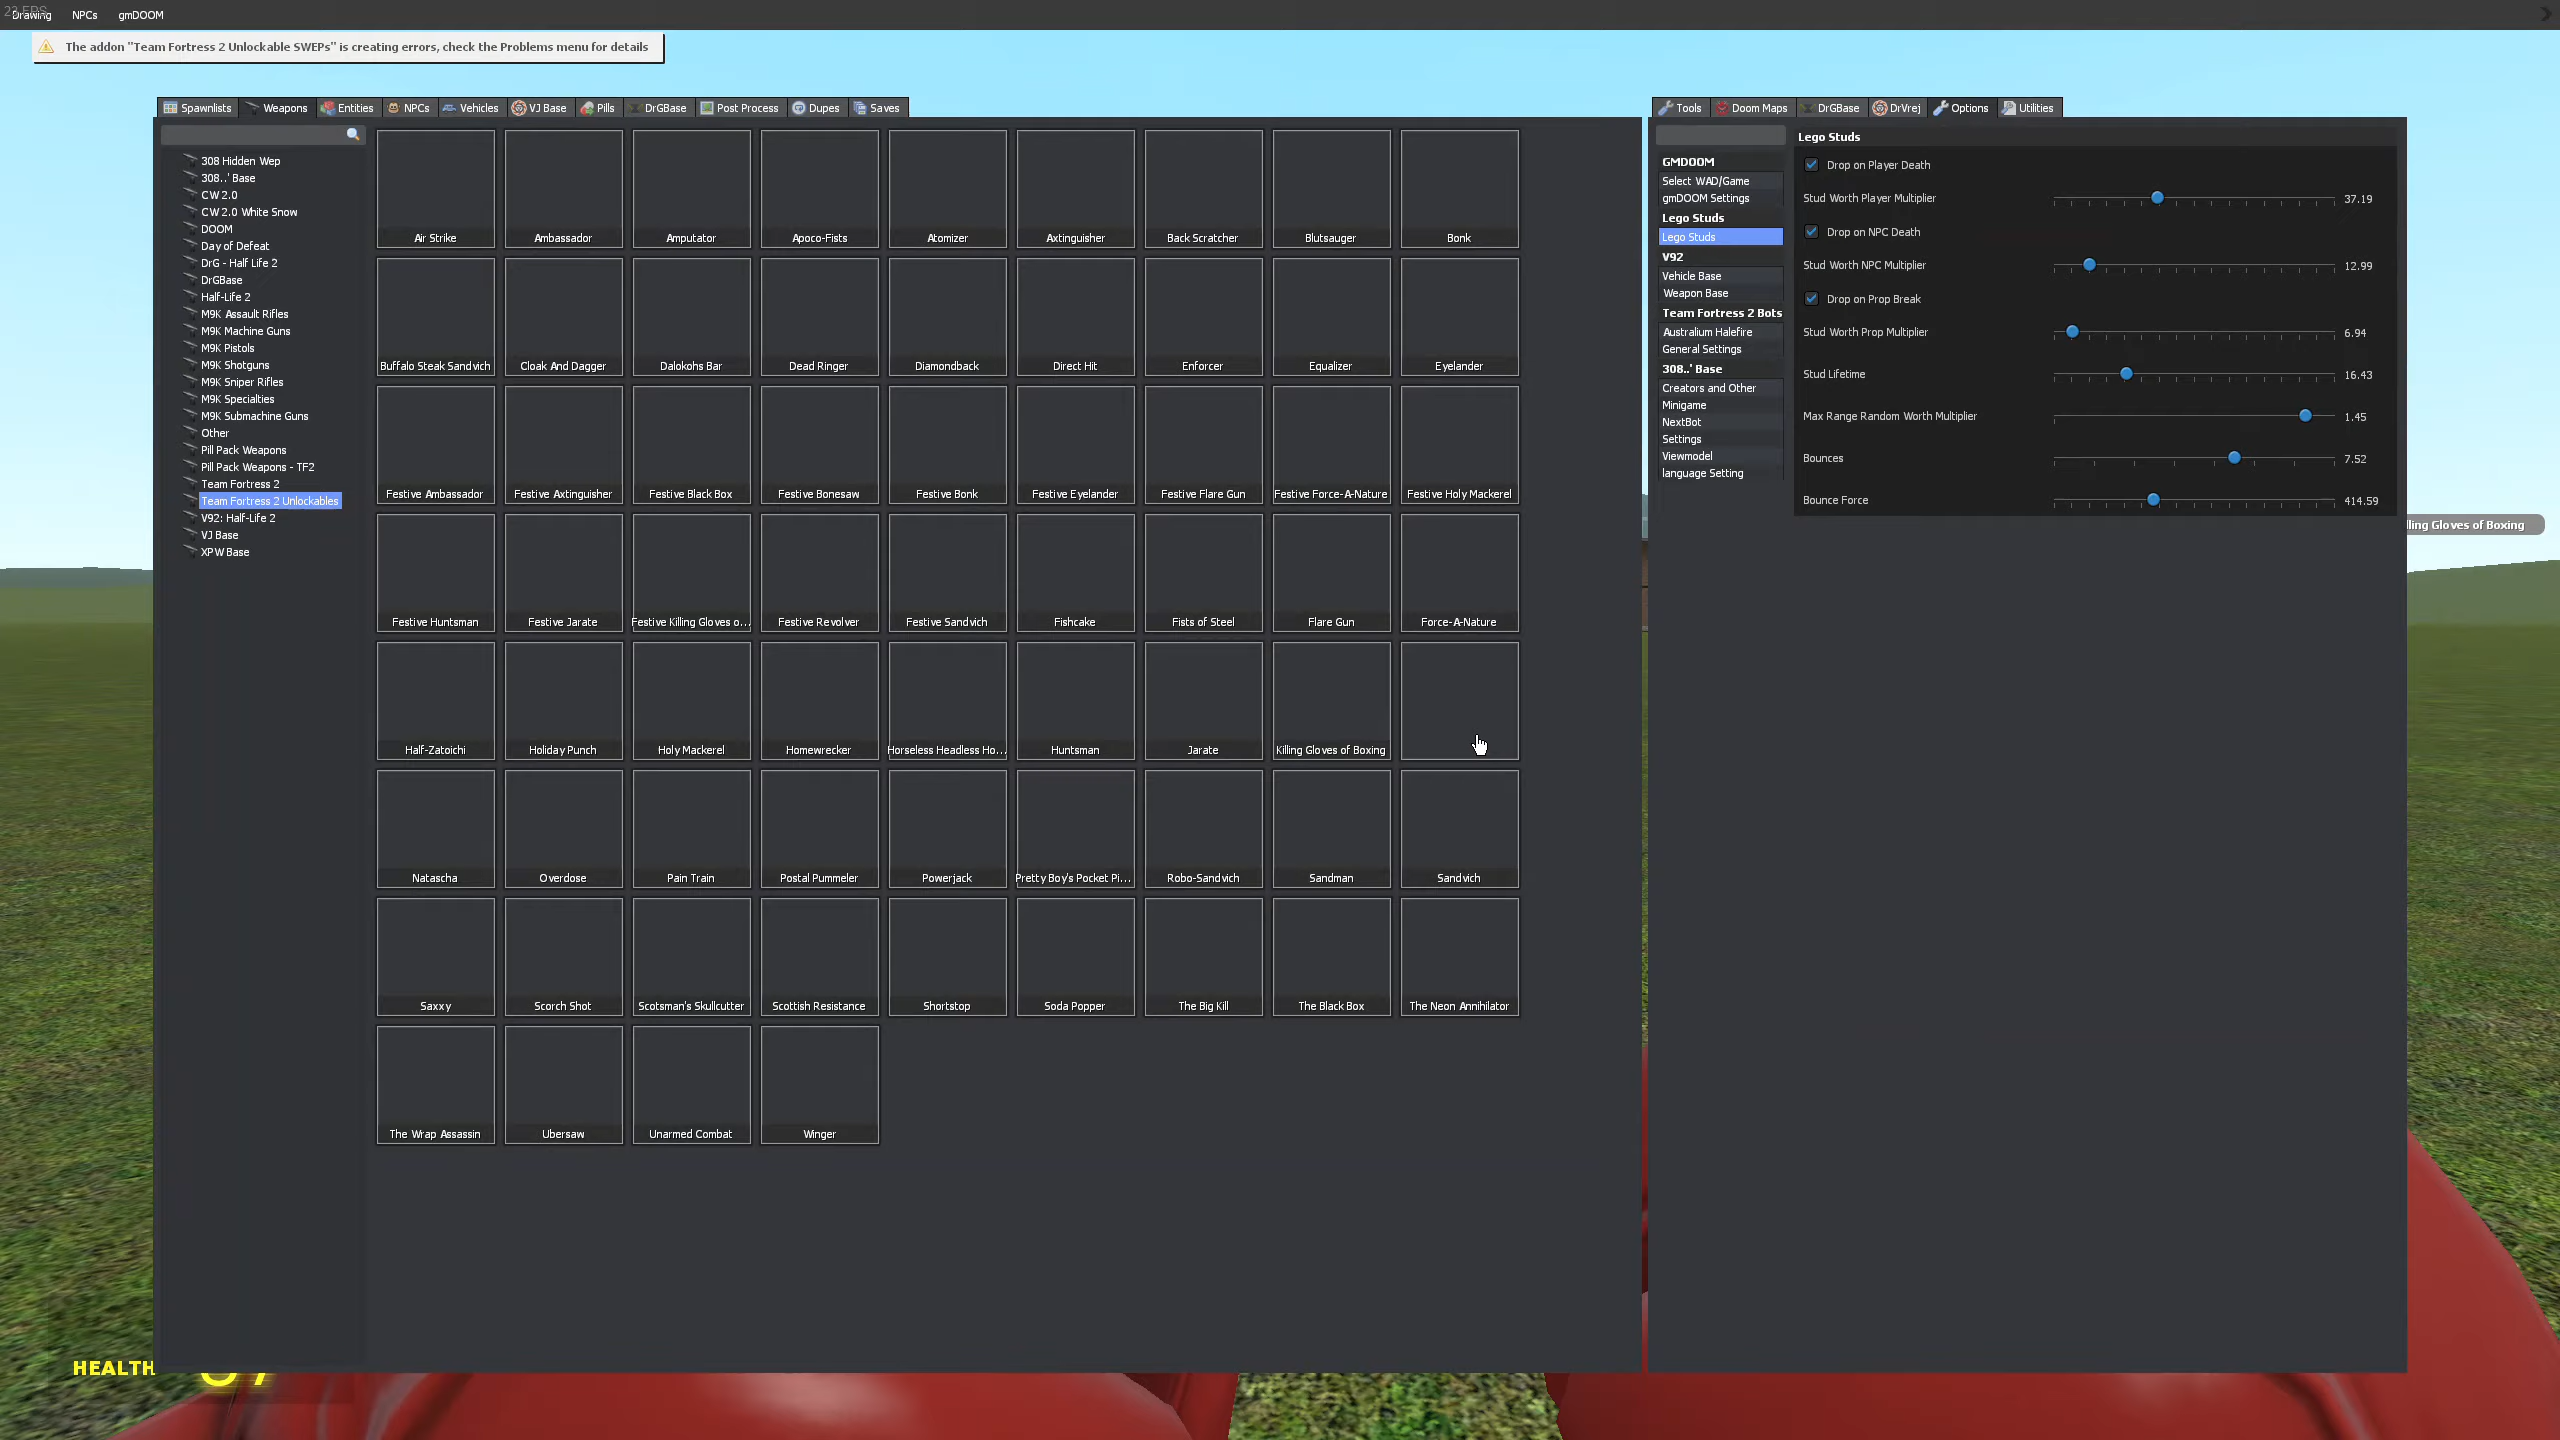 Drawing NPCs gmDOOM
The addon "Team Fortress 2 Unlockable SWEPs" is creating errors, check the Problems menu for details
Spawnlists Weapons Entities NPCs Vehicles VJ Base Pills DrGBase Post Process Dupes Saves
308 Hidden Wep
308..' Base
CW 2.0
CW 2.0 White Snow
DOOM
Day of Defeat
DrG - Half Life 2
DrGBase
Half-Life 2
M9K Assault Rifles
M9K Machine Guns
M9K Pistols
M9K Shotguns
M9K Sniper Rifles
M9K Specialties
M9K Submachine Guns
Other
Pill Pack Weapons
Pill Pack Weapons - TF2
Team Fortress 2
Team Fortress 2 Unlockables
V92: Half-Life 2
VJ Base
XPW Base
Air Strike Ambassador Amputator Apoco-Fists Atomizer Axtinguisher Back Scratcher Blutsauger Bonk
Buffalo Steak Sandvich Cloak And Dagger Dalokohs Bar Dead Ringer Diamondback Direct Hit Enforcer Equalizer Eyelander
Festive Ambassador Festive Axtinguisher Festive Black Box Festive Bonesaw Festive Bonk Festive Eyelander Festive Flare Gun Festive Force-A-Nature Festive Holy Mackerel
Festive Huntsman Festive Jarate Festive Killing Gloves o... Festive Revolver Festive Sandvich Fishcake Fists of Steel Flare Gun Force-A-Nature
Half-Zatoichi Holiday Punch Holy Mackerel Homewrecker Horseless Headless Ho... Huntsman Jarate Killing Gloves of Boxing
Natascha Overdose Pain Train Postal Pummeler Powerjack Pretty Boy's Pocket Pi... Robo-Sandvich Sandman Sandvich
Saxxy Scorch Shot Scotsman's Skullcutter Scottish Resistance Shortstop Soda Popper The Big Kill The Black Box The Neon Annihilator
The Wrap Assassin Ubersaw Unarmed Combat Winger
Tools Doom Maps DrGBase DrVrej Options Utilities
GMDOOM
Select WAD/Game
gmDOOM Settings
Lego Studs
Lego Studs
V92
Vehicle Base
Weapon Base
Team Fortress 2 Bots
Australium Halefire
General Settings
308..' Base
Creators and Other
Minigame
NextBot
Settings
Viewmodel
language Setting
Lego Studs
Drop on Player Death
Stud Worth Player Multiplier 37.19
Drop on NPC Death
Stud Worth NPC Multiplier 12.99
Drop on Prop Break
Stud Worth Prop Multiplier 6.94
Stud Lifetime 16.43
Max Range Random Worth Multiplier 1.45
Bounces 7.52
Bounce Force 414.59
lling Gloves of Boxing
HEALTH